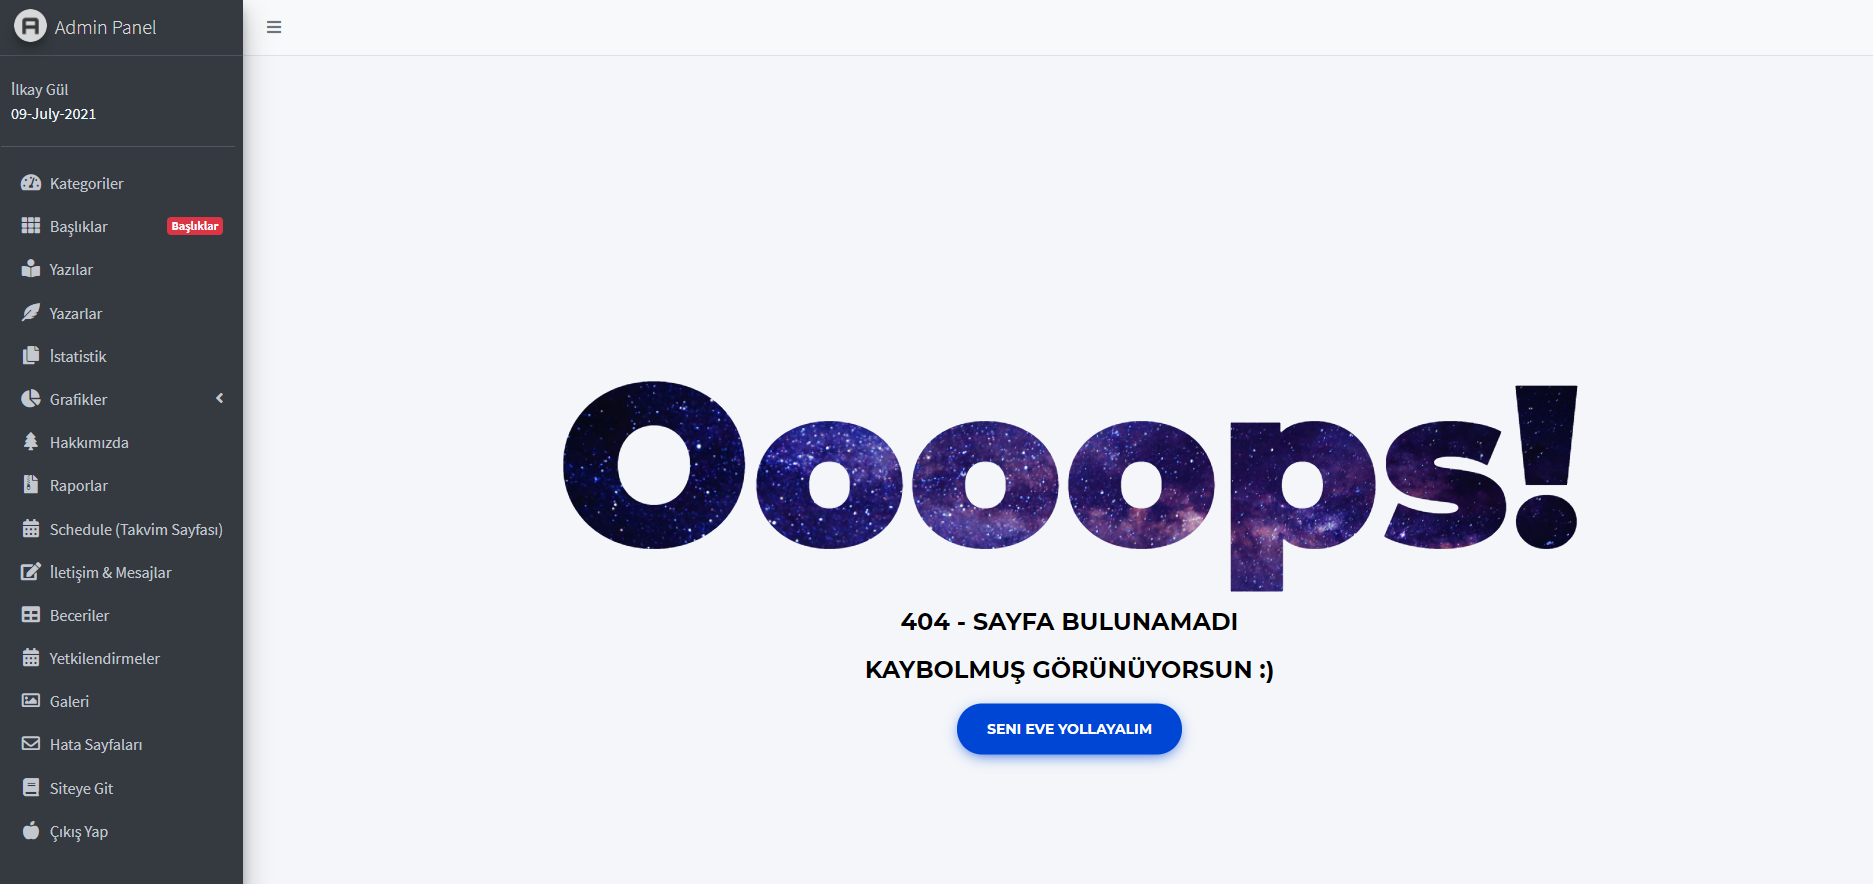 Admin Panel
İlkay Gül
09-July-2021
Kategoriler
Başlıklar Başlıklar
Yazılar
Yazarlar
İstatistik
Grafikler
Hakkımızda
Raporlar
Schedule (Takvim Sayfası)
İletişim & Mesajlar
Beceriler
Yetkilendirmeler
Galeri
Hata Sayfaları
Siteye Git
Çıkış Yap
Oooops!
404 - SAYFA BULUNAMADI
KAYBOLMUŞ GÖRÜNÜYORSUN :)
SENI EVE YOLLAYALIM